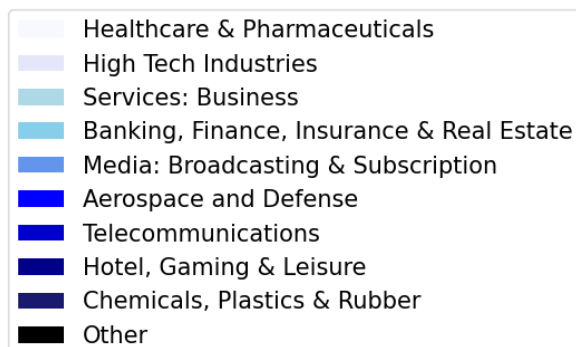 Healthcare & Pharmaceuticals
High Tech Industries
Services: Business
Banking, Finance, Insurance & Real Estate
Media: Broadcasting & Subscription
Aerospace and Defense
Telecommunications
Hotel, Gaming & Leisure
Chemicals, Plastics & Rubber
Other